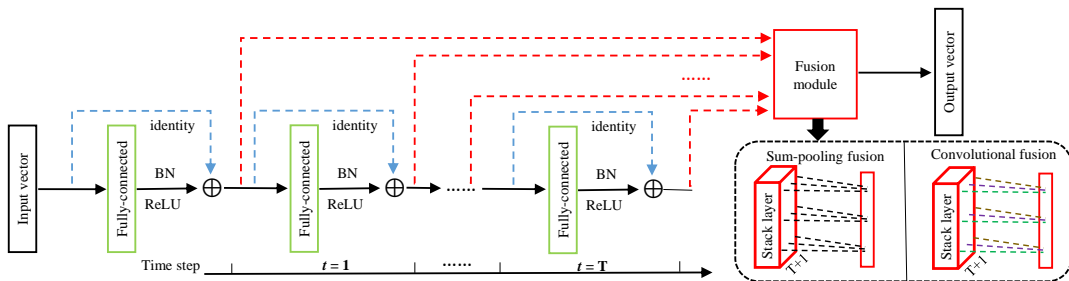 Input vector
Fully-connected
identity
BN
ReLU
Fully-connected
identity
BN
ReLU
......
Fully-connected
identity
BN
ReLU
......
Fusion
module
Output vector
Sum-pooling fusion
Stack layer
T+1
Convolutional fusion
Stack layer
T+1
Time step
t = 1
......
t = T